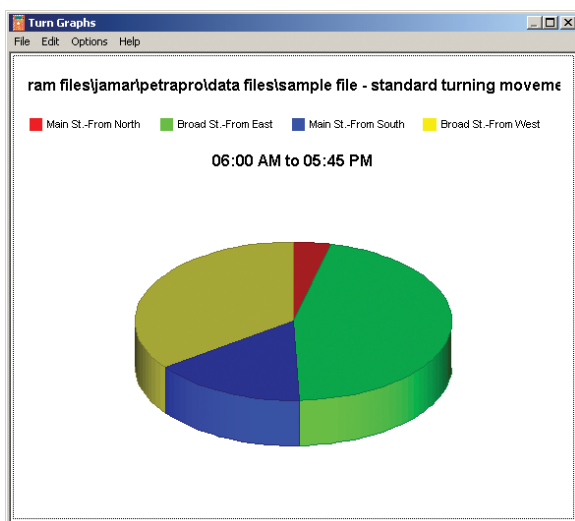 Turn Graphs
File Edit Options Help
ram files\jamar\petrapro\data files\sample file - standard turning moveme
Main St.-From North Broad St.-From East Main St.-From South Broad St.-From West
06:00 AM to 05:45 PM